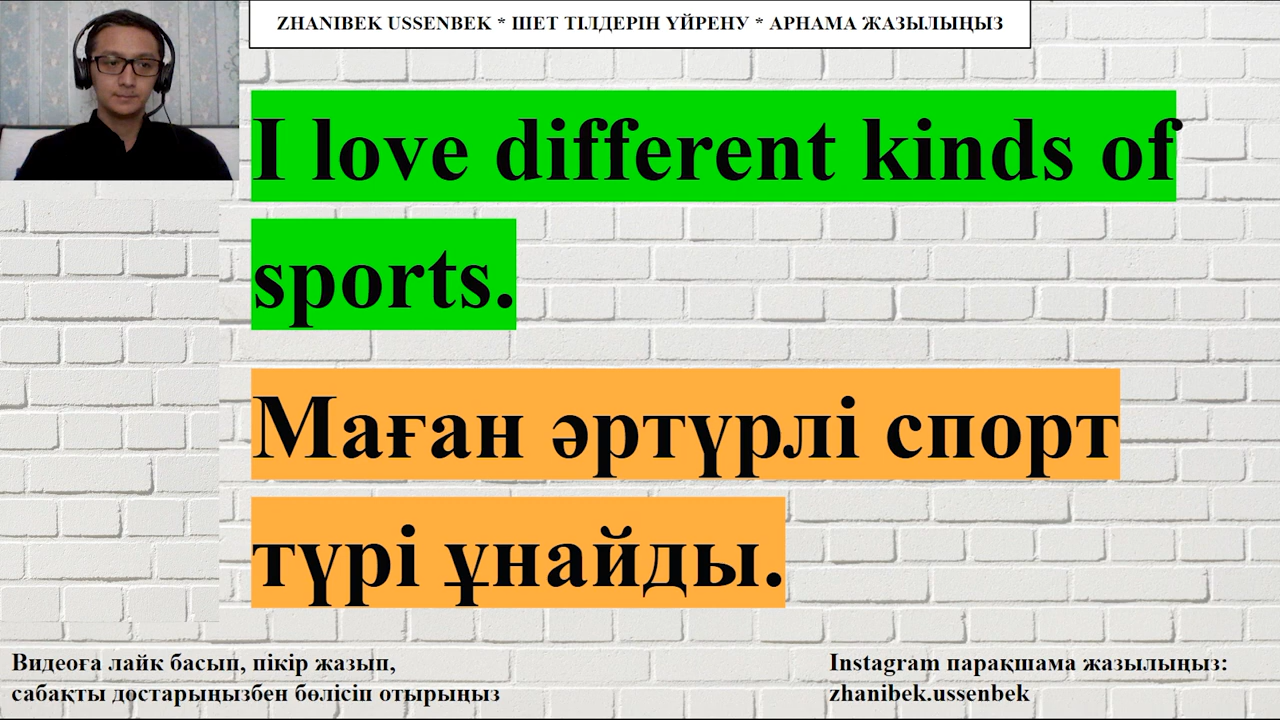 ZHANIBEK USSENBEK * ШЕТ ТІЛДЕРІН ҮЙРЕНУ * АРНАМА ЖАЗЫЛЫҢЫЗ
I love different kinds of
sports.
Маған әртүрлі спорт
түрі ұнайды.
Видеоға лайк басып, пікір жазып,
сабақты достарыңызбен бөлісіп отырыңыз
Instagram парақшама жазылыңыз:
zhanibek.ussenbek